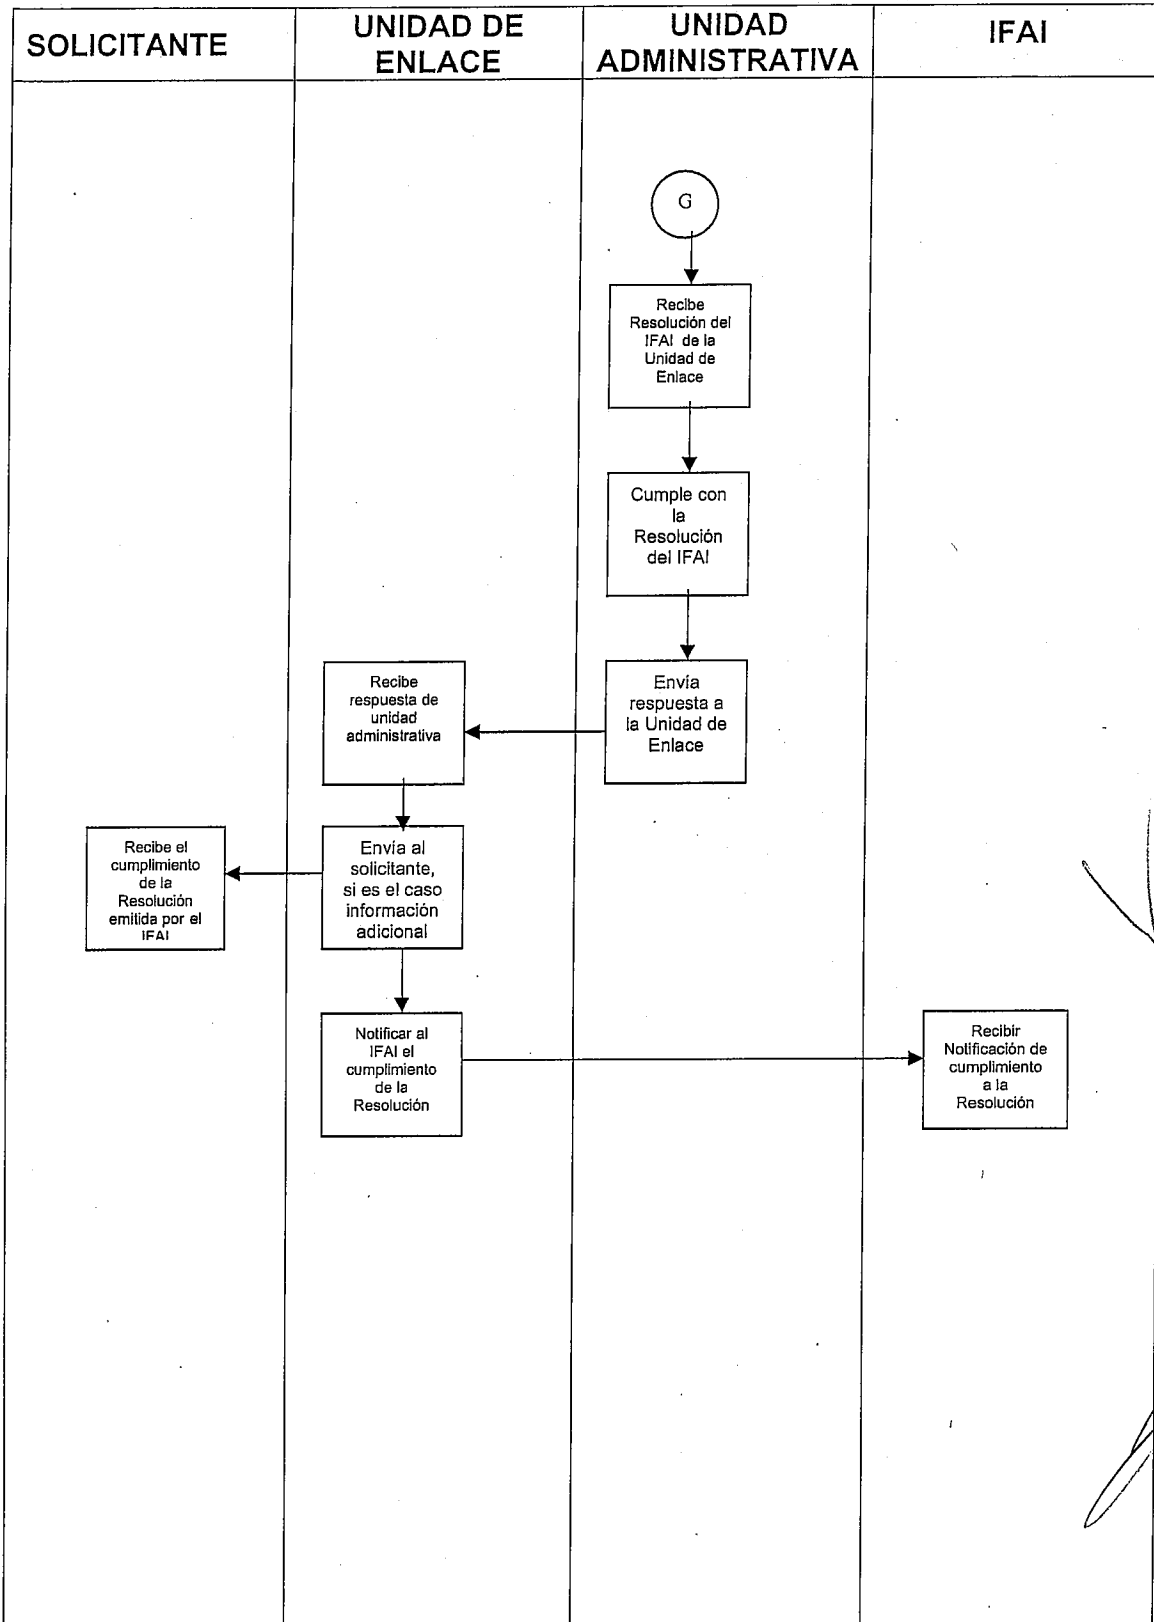 SOLICITANTE
UNIDAD DE
ENLACE
UNIDAD
ADMINISTRATIVA
IFAI
G
Recibe
Resolución del
IFAI de la
Unidad de
Enlace
Cumple con
la
Resolución
del IFAI
Envía
respuesta a
la Unidad de
Enlace
Recibe
respuesta de
unidad
administrativa
Envía al
solicitante,
si es el caso
información
adicional
Recibe el
cumplimiento
de la
Resolución
emitida por el
IFAI
Notificar al
IFAI el
cumplimiento
de la
Resolución
Recibir
Notificación de
cumplimiento
a la
Resolución